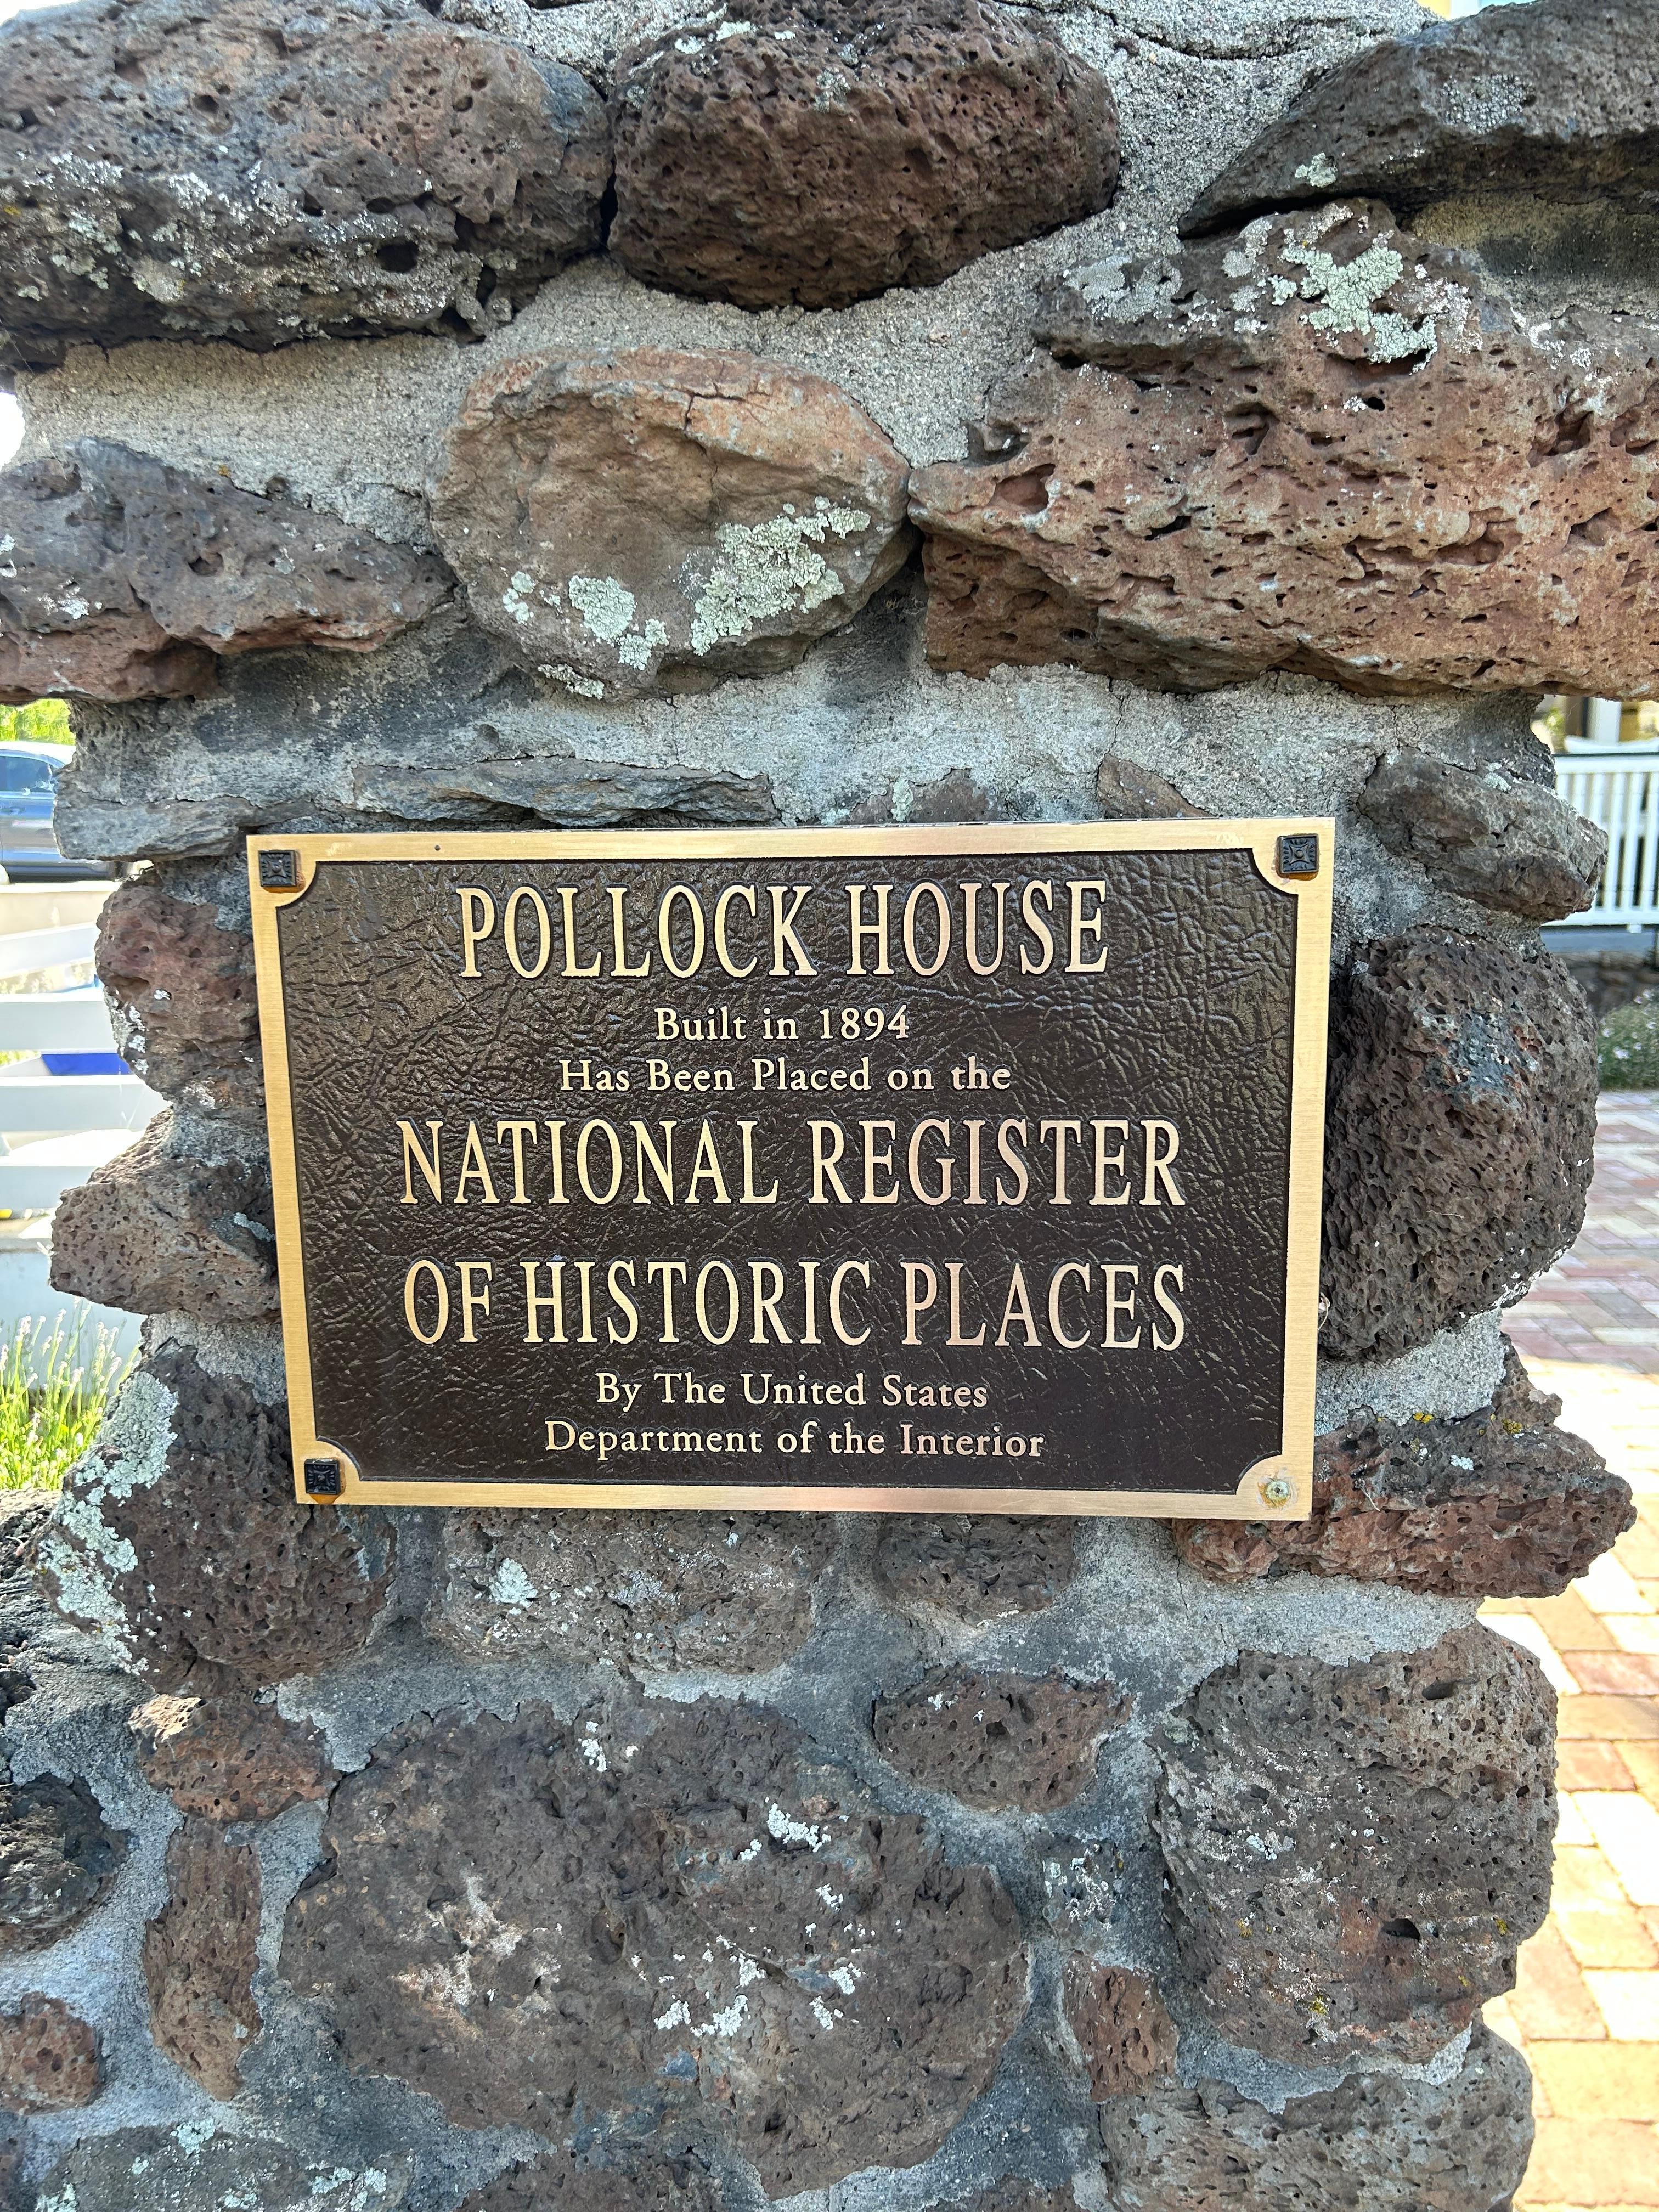 POLLOCK HOUSE
Built in 1894
Has Been Placed on the
NATIONAL REGISTER
OF HISTORIC PLACES
By The United States
Department of the Interior